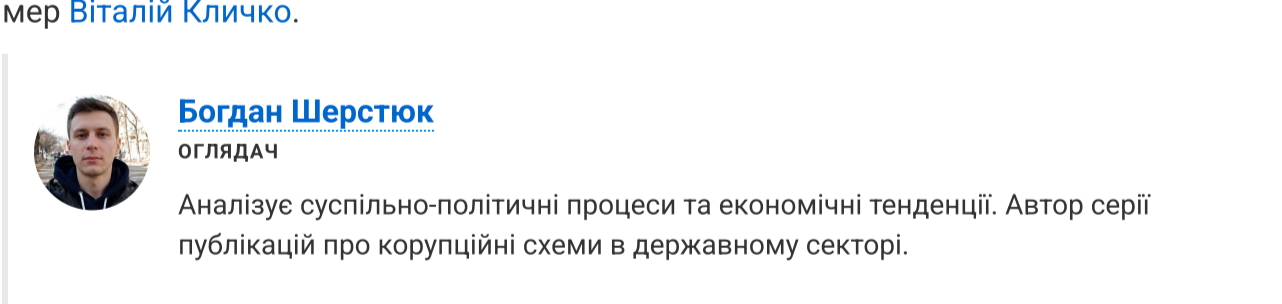 мер Віталій Кличко.
Богдан Шерстюк
ОГЛЯДАЧ
Аналізує суспільно-політичні процеси та економічні тенденції. Автор серії
публікацій про корупційні схеми в державному секторі.